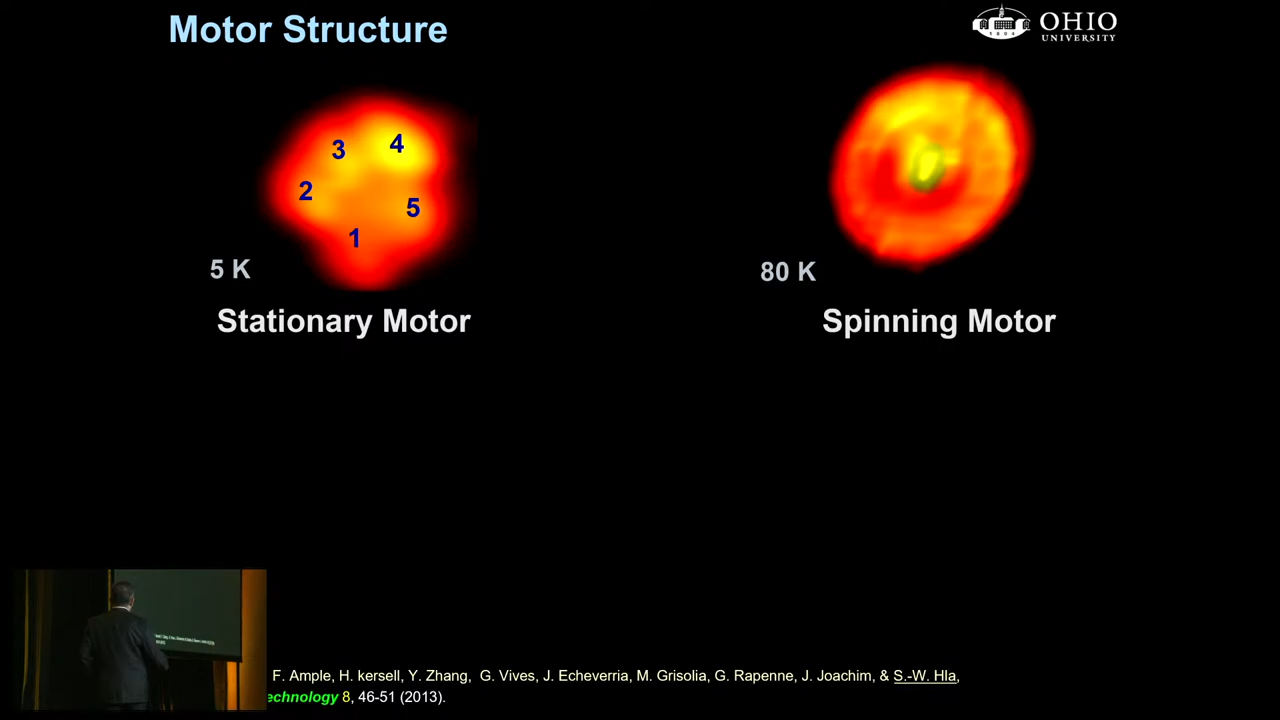 Motor Structure
OHIO
UNIVERSITY
1804
3
4
2
5
1
5 K
80 K
Stationary Motor
Spinning Motor
F. Ample, H. kersell, Y. Zhang, G. Vives, J. Echeverria, M. Grisolia, G. Rapenne, J. Joachim, & S.-W. Hla,
echnology 8, 46-51 (2013).